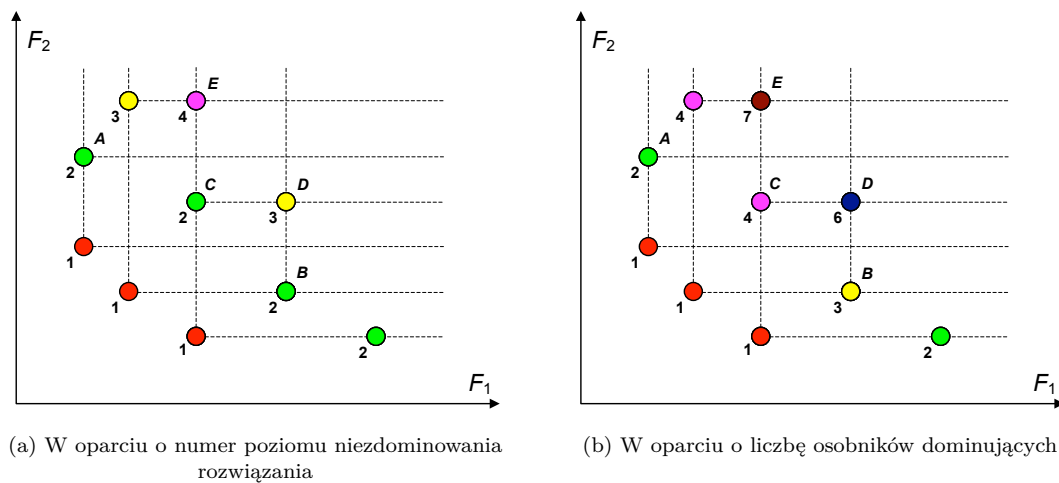 F2
E
3
4
A
2
C
D
2
3
1
B
1
2
1
2
F1
(a) W oparciu o numer poziomu niezdominowania
rozwiązania
F2
E
4
7
A
2
C
D
4
6
1
B
1
3
1
2
F1
(b) W oparciu o liczbę osobników dominujących